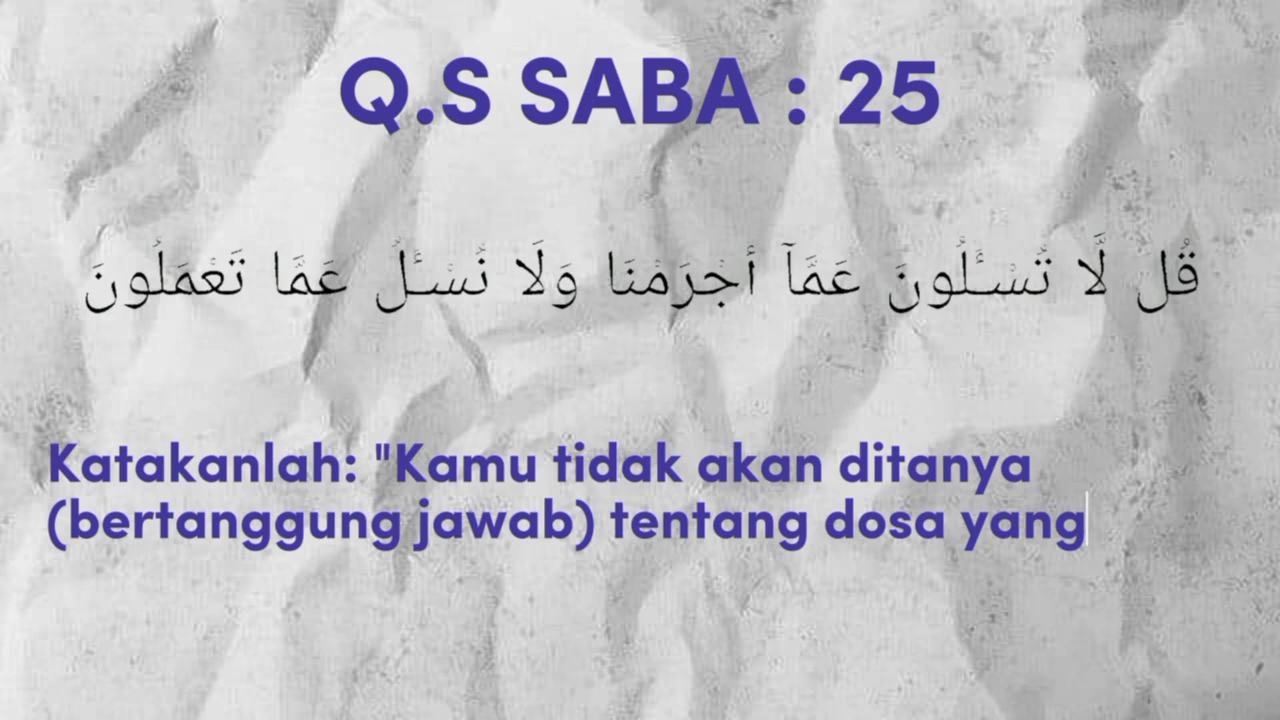 Q.S SABA : 25
قُل لَّا تُسْـَٔلُونَ عَمَّآ أَجْرَمْنَا وَلَا نُسْـَٔلُ عَمَّا تَعْمَلُونَ
Katakanlah: "Kamu tidak akan ditanya
(bertanggung jawab) tentang dosa yang